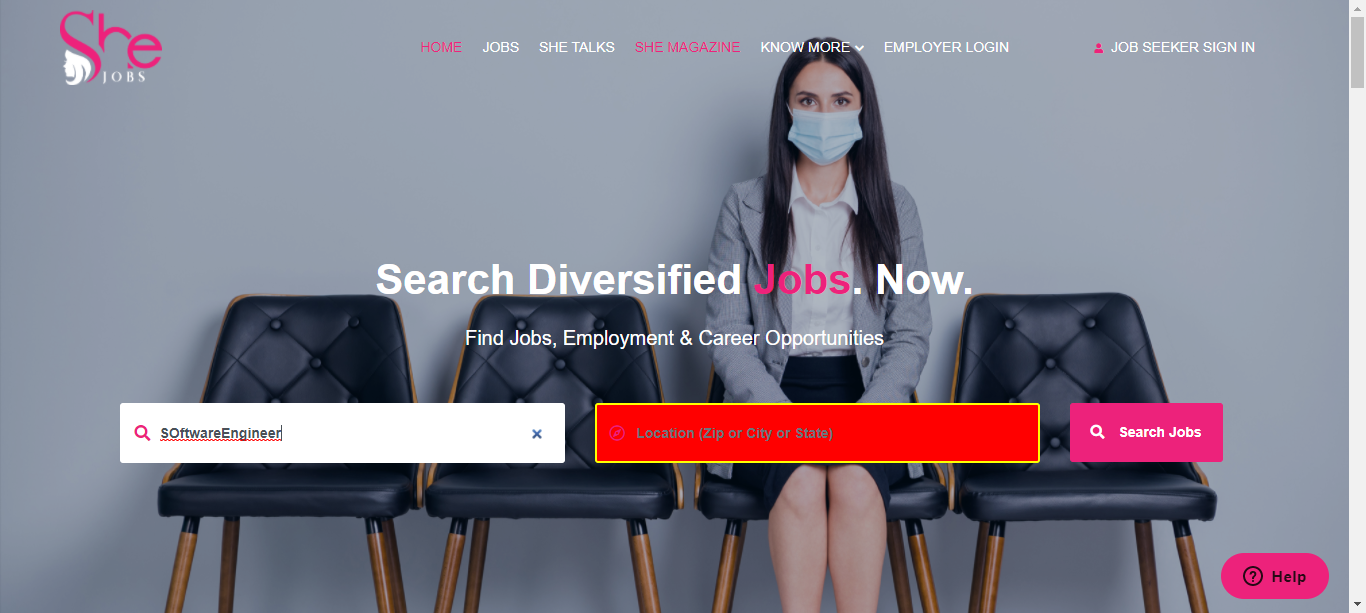 She
JOBS
HOME JOBS SHE TALKS SHE MAGAZINE KNOW MORE EMPLOYER LOGIN JOB SEEKER SIGN IN
Search Diversified Jobs. Now.
Find Jobs, Employment & Career Opportunities
SOftwareEngineer
Location (Zip or City or State)
Search Jobs
Help